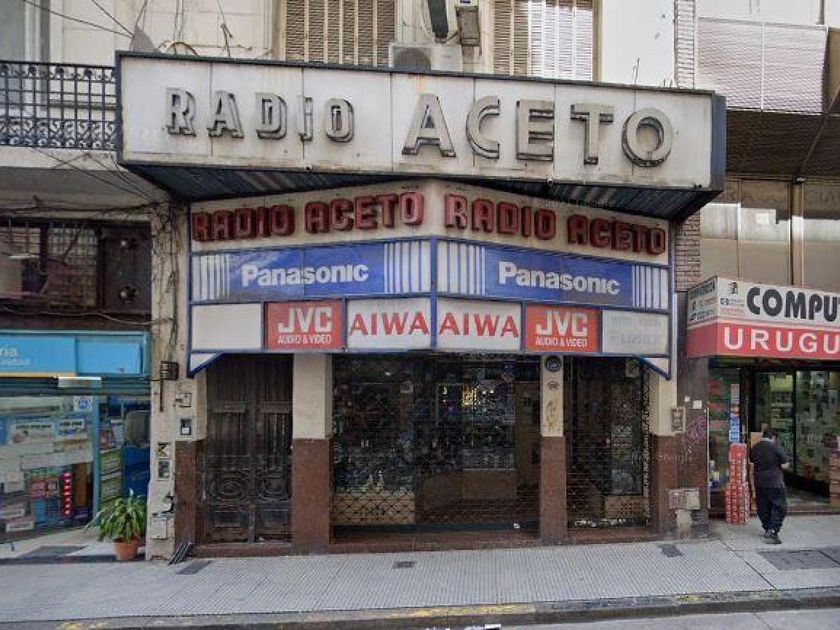 RADIO ACETO
RADIO ACETO RADIO ACETO
Panasonic Panasonic
JVC AIWA AIWA JVC
AUDIO & VIDEO AUDIO & VIDEO
COMPU
URUGU